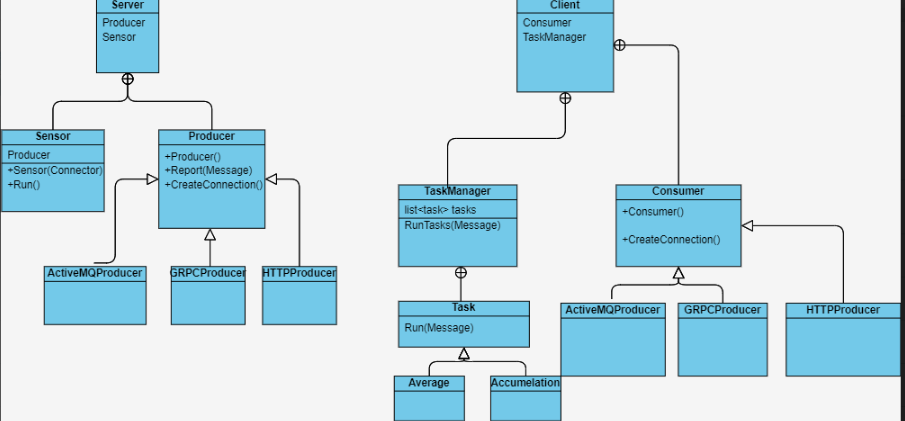 Server
Producer
Sensor
Client
Consumer
TaskManager
Sensor
Producer
+Sensor(Connector)
+Run()
Producer
+Producer()
+Report(Message)
+CreateConnection()
TaskManager
list<task> tasks
RunTasks(Message)
Consumer
+Consumer()
+CreateConnection()
ActiveMQProducer
GRPCProducer
HTTPProducer
Task
Run(Message)
ActiveMQProducer
GRPCProducer
HTTPProducer
Average
Accumelation